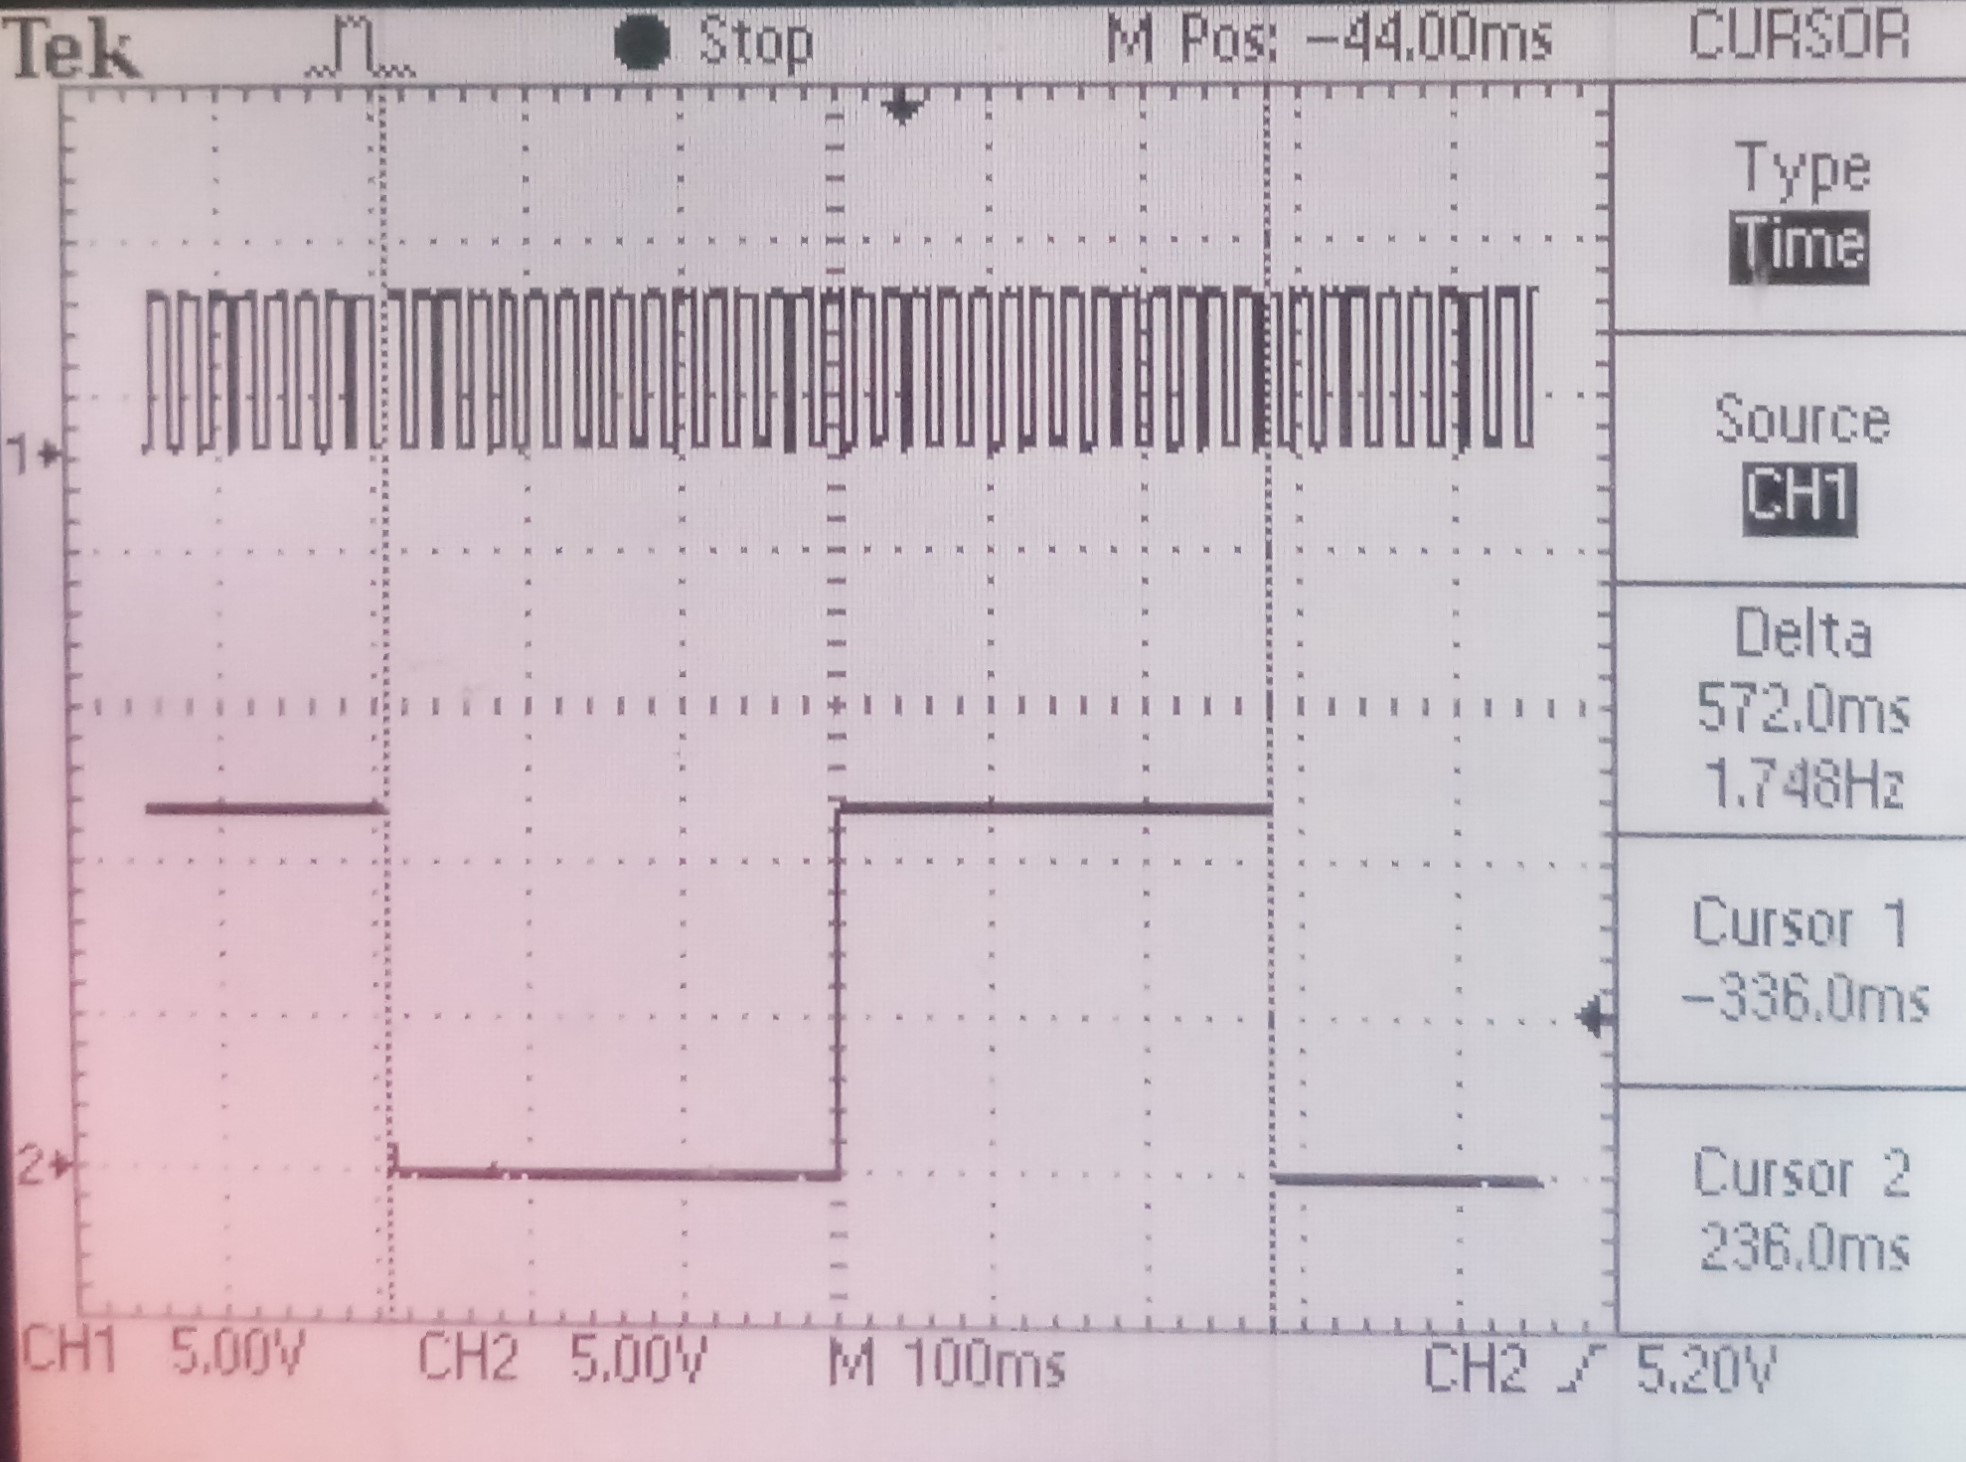 Tek Stop M Pos: -44.00ms CURSOR
Type
Time
Source
CH1
Delta
572.0ms
1.748Hz
Cursor 1
-336.0ms
Cursor 2
236.0ms
1
2
CH1 5.00V CH2 5.00V M 100ms CH2 5.20V